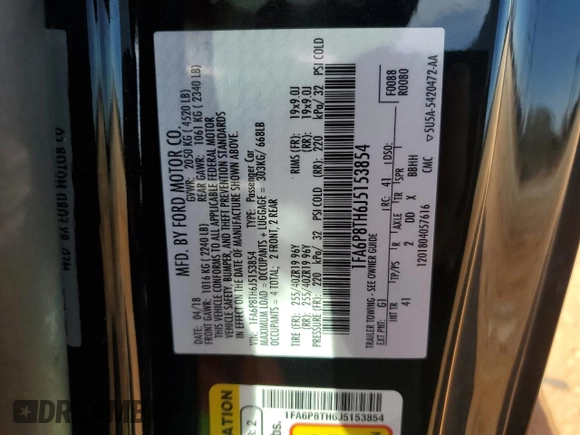 MFD. BY FORD MOTOR CO.
DATE: 04/18 GVWR: 2050 KG (4520 LB)
FRONT GAWR: 1016 KG (2240 LB) REAR GAWR: 1061 KG (2340 LB)
VEHICLE CONFORMS TO ALL APPLICABLE FEDERAL MOTOR
VEHICLE SAFETY, BUMPER, AND THEFT PREVENTION STANDARDS
IN EFFECT ON THE DATE OF MANUFACTURE SHOWN ABOVE.
VIN: 1FA6P8TH6J5153854 TYPE: Passenger Car
MAXIMUM LOAD = OCCUPANTS + LUGGAGE = 303KG/ 668LB
OCCUPANTS = 4 TOTAL: 2 FRONT, 2 REAR
TIRE (FR): 255/40ZR19 96Y RIMS (FR): 19x9.0J
(RR): 255/40ZR19 96Y (RR): 19x9.0J
PRESSURE (FR): 220 kPa/ 32 PSI COLD (RR): 220 kPa/ 32 PSI COLD
1FA6P8TH6J5153854
TRAILER TOWING - SEE OWNER GUIDE
F0088
R0080
EXT PNT: G1 RC: 41 DSO:
INT TR TP/PS R AXLE TR SPR
41 2 DD X BBHH
1201804057616 CMC ▽5U5A-5420472-AA
1FA6P8TH6J5153854